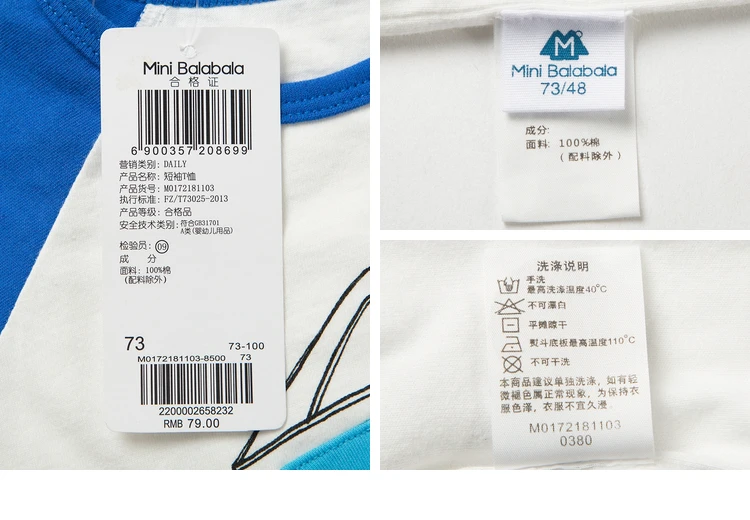 Mini Balabala
合格证
6 900357 208699
营销类别: DAILY
产品名称: 短袖T恤
产品货号: M0172181103
执行标准: FZ/T73025-2013
产品等级: 合格品
安全技术类别: 符合GB31701
A类(婴幼儿用品)
检验员: 09
成 分
面料: 100%棉
(配料除外)
73 73-100
M0172181103-8500 73
2200002658232
RMB 79.00
M
Mini Balabala
73/48
成分:
面料: 100%棉
(配料除外)
洗涤说明
手洗
最高洗涤温度40°C
不可漂白
平摊晾干
熨斗底板最高温度110°C
不可干洗
本商品建议单独洗涤，如有轻
微褪色属正常现象，为保持衣
服色泽，衣服不宜久浸。
M0172181103
0380